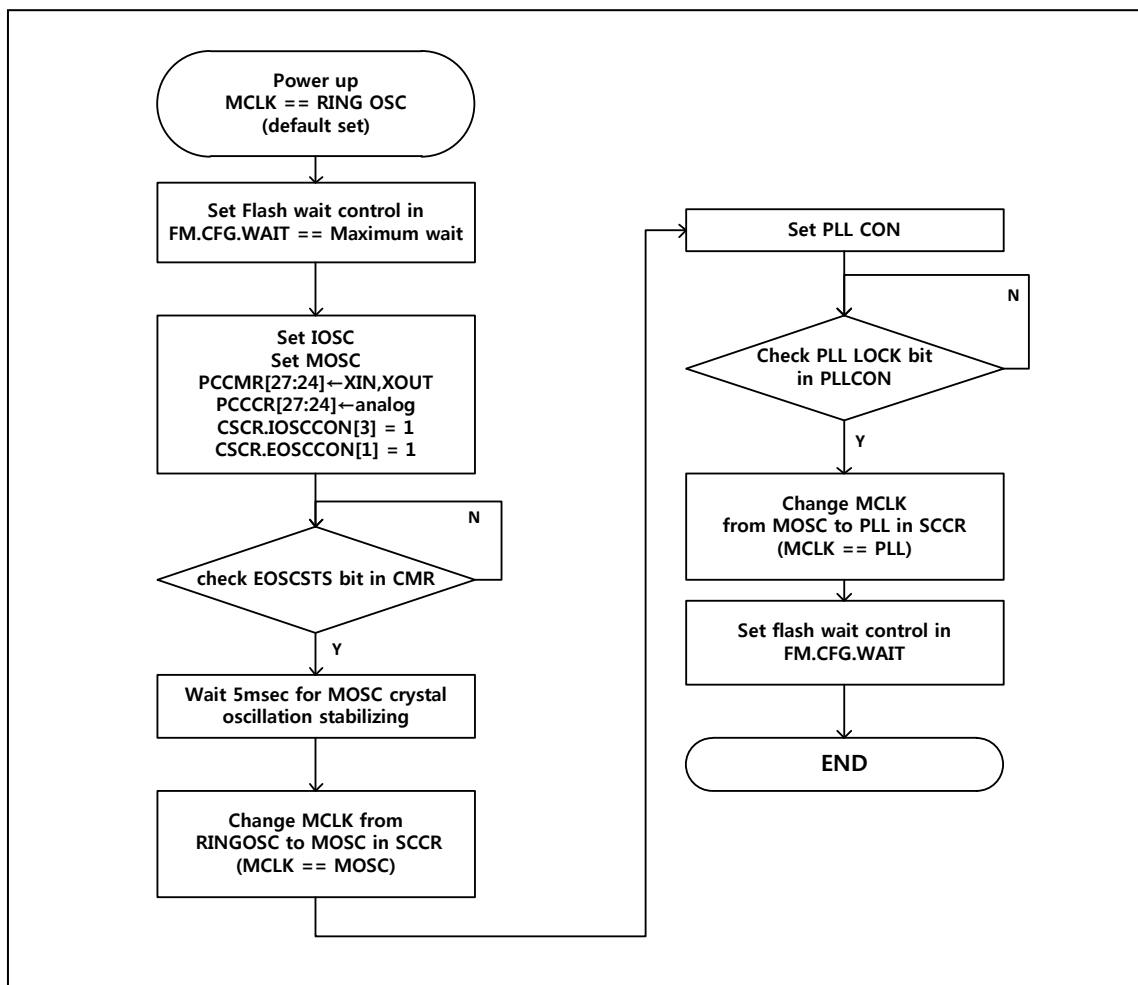 Power up
MCLK == RING OSC
(default set)
Set Flash wait control in
FM.CFG.WAIT == Maximum wait
Set IOSC
Set MOSC
PCCMR[27:24]←XIN,XOUT
PCCCR[27:24]←analog
CSCR.IOSCCON[3] = 1
CSCR.EOSCCON[1] = 1
N
check EOSCSTS bit in CMR
Y
Wait 5msec for MOSC crystal
oscillation stabilizing
Change MCLK from
RINGOSC to MOSC in SCCR
(MCLK == MOSC)
Set PLL CON
N
Check PLL LOCK bit
in PLLCON
Y
Change MCLK
from MOSC to PLL in SCCR
(MCLK == PLL)
Set flash wait control in
FM.CFG.WAIT
END